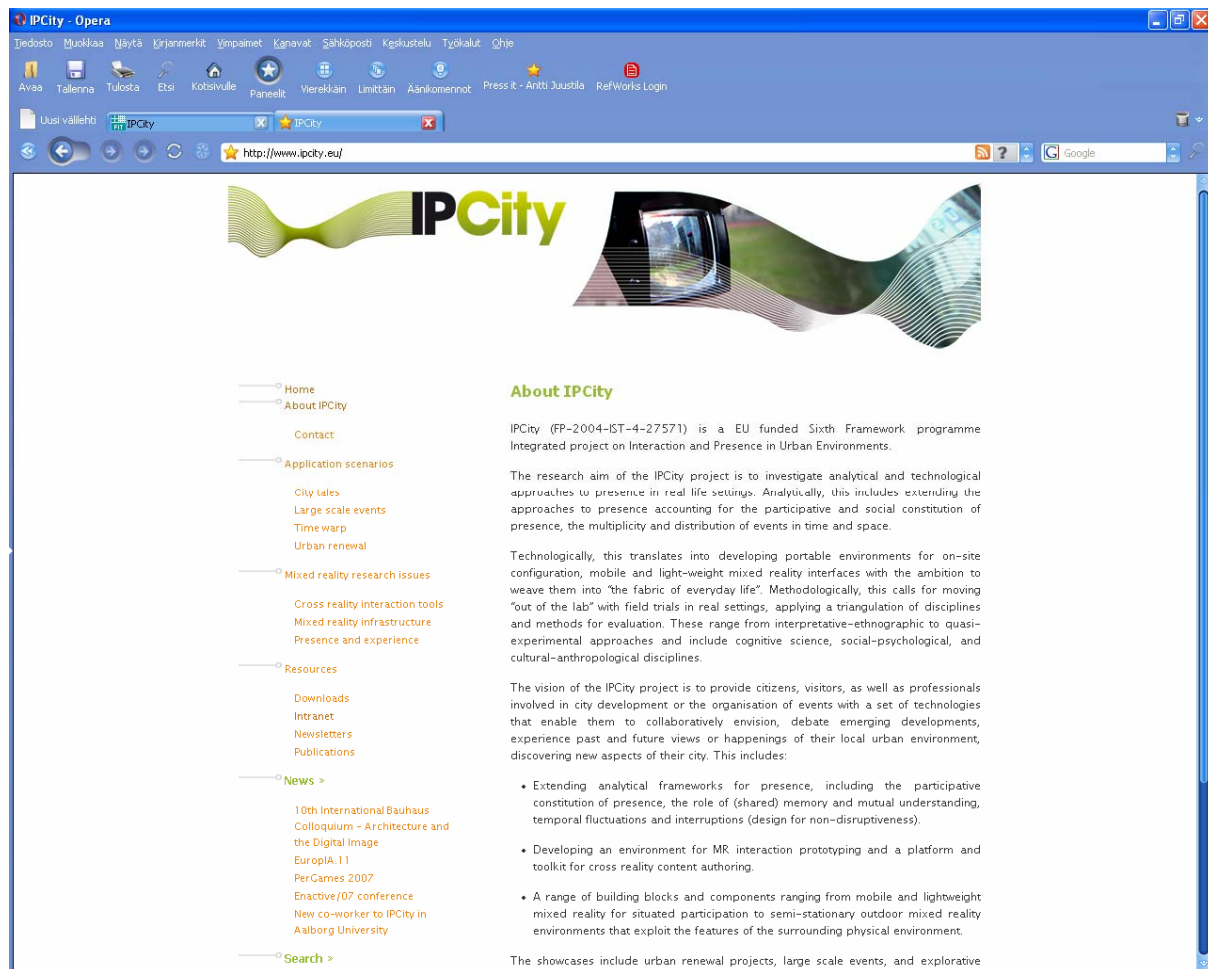 IPCity - Opera
Tiedosto Muokkaa Näytä Kirjanmerkit Vimpaimet Kanavat Sähköposti Keskustelu Työkalut Ohje
Avaa Tallenna Tulosta Etsi Kotisivulle Paneelit Vierekkäin Limittäin Äänikomennot Press it - Antti Juustila RefWorks Login
Uusi välilehti FIT IPCity IPCity
http://www.ipcity.eu/ ? G Google
IPCity
Home
About IPCity
Contact
Application scenarios
City tales
Large scale events
Time warp
Urban renewal
Mixed reality research issues
Cross reality interaction tools
Mixed reality infrastructure
Presence and experience
Resources
Downloads
Intranet
Newsletters
Publications
News »
10th International Bauhaus
Colloquium - Architecture and
the Digital Image
EuropIA.11
PerGames 2007
Enactive/07 conference
New co-worker to IPCity in
Aalborg University
Search »
About IPCity
IPCity (FP-2004-IST-4-27571) is a EU funded Sixth Framework programme
Integrated project on Interaction and Presence in Urban Environments.
The research aim of the IPCity project is to investigate analytical and technological
approaches to presence in real life settings. Analytically, this includes extending the
approaches to presence accounting for the participative and social constitution of
presence, the multiplicity and distribution of events in time and space.
Technologically, this translates into developing portable environments for on-site
configuration, mobile and light-weight mixed reality interfaces with the ambition to
weave them into "the fabric of everyday life". Methodologically, this calls for moving
"out of the lab" with field trials in real settings, applying a triangulation of disciplines
and methods for evaluation. These range from interpretative-ethnographic to quasi-
experimental approaches and include cognitive science, social-psychological, and
cultural-anthropological disciplines.
The vision of the IPCity project is to provide citizens, visitors, as well as professionals
involved in city development or the organisation of events with a set of technologies
that enable them to collaboratively envision, debate emerging developments,
experience past and future views or happenings of their local urban environment,
discovering new aspects of their city. This includes:
• Extending analytical frameworks for presence, including the participative
constitution of presence, the role of (shared) memory and mutual understanding,
temporal fluctuations and interruptions (design for non-disruptiveness).
• Developing an environment for MR interaction prototyping and a platform and
toolkit for cross reality content authoring.
• A range of building blocks and components ranging from mobile and lightweight
mixed reality for situated participation to semi-stationary outdoor mixed reality
environments that exploit the features of the surrounding physical environment.
The showcases include urban renewal projects, large scale events, and explorative